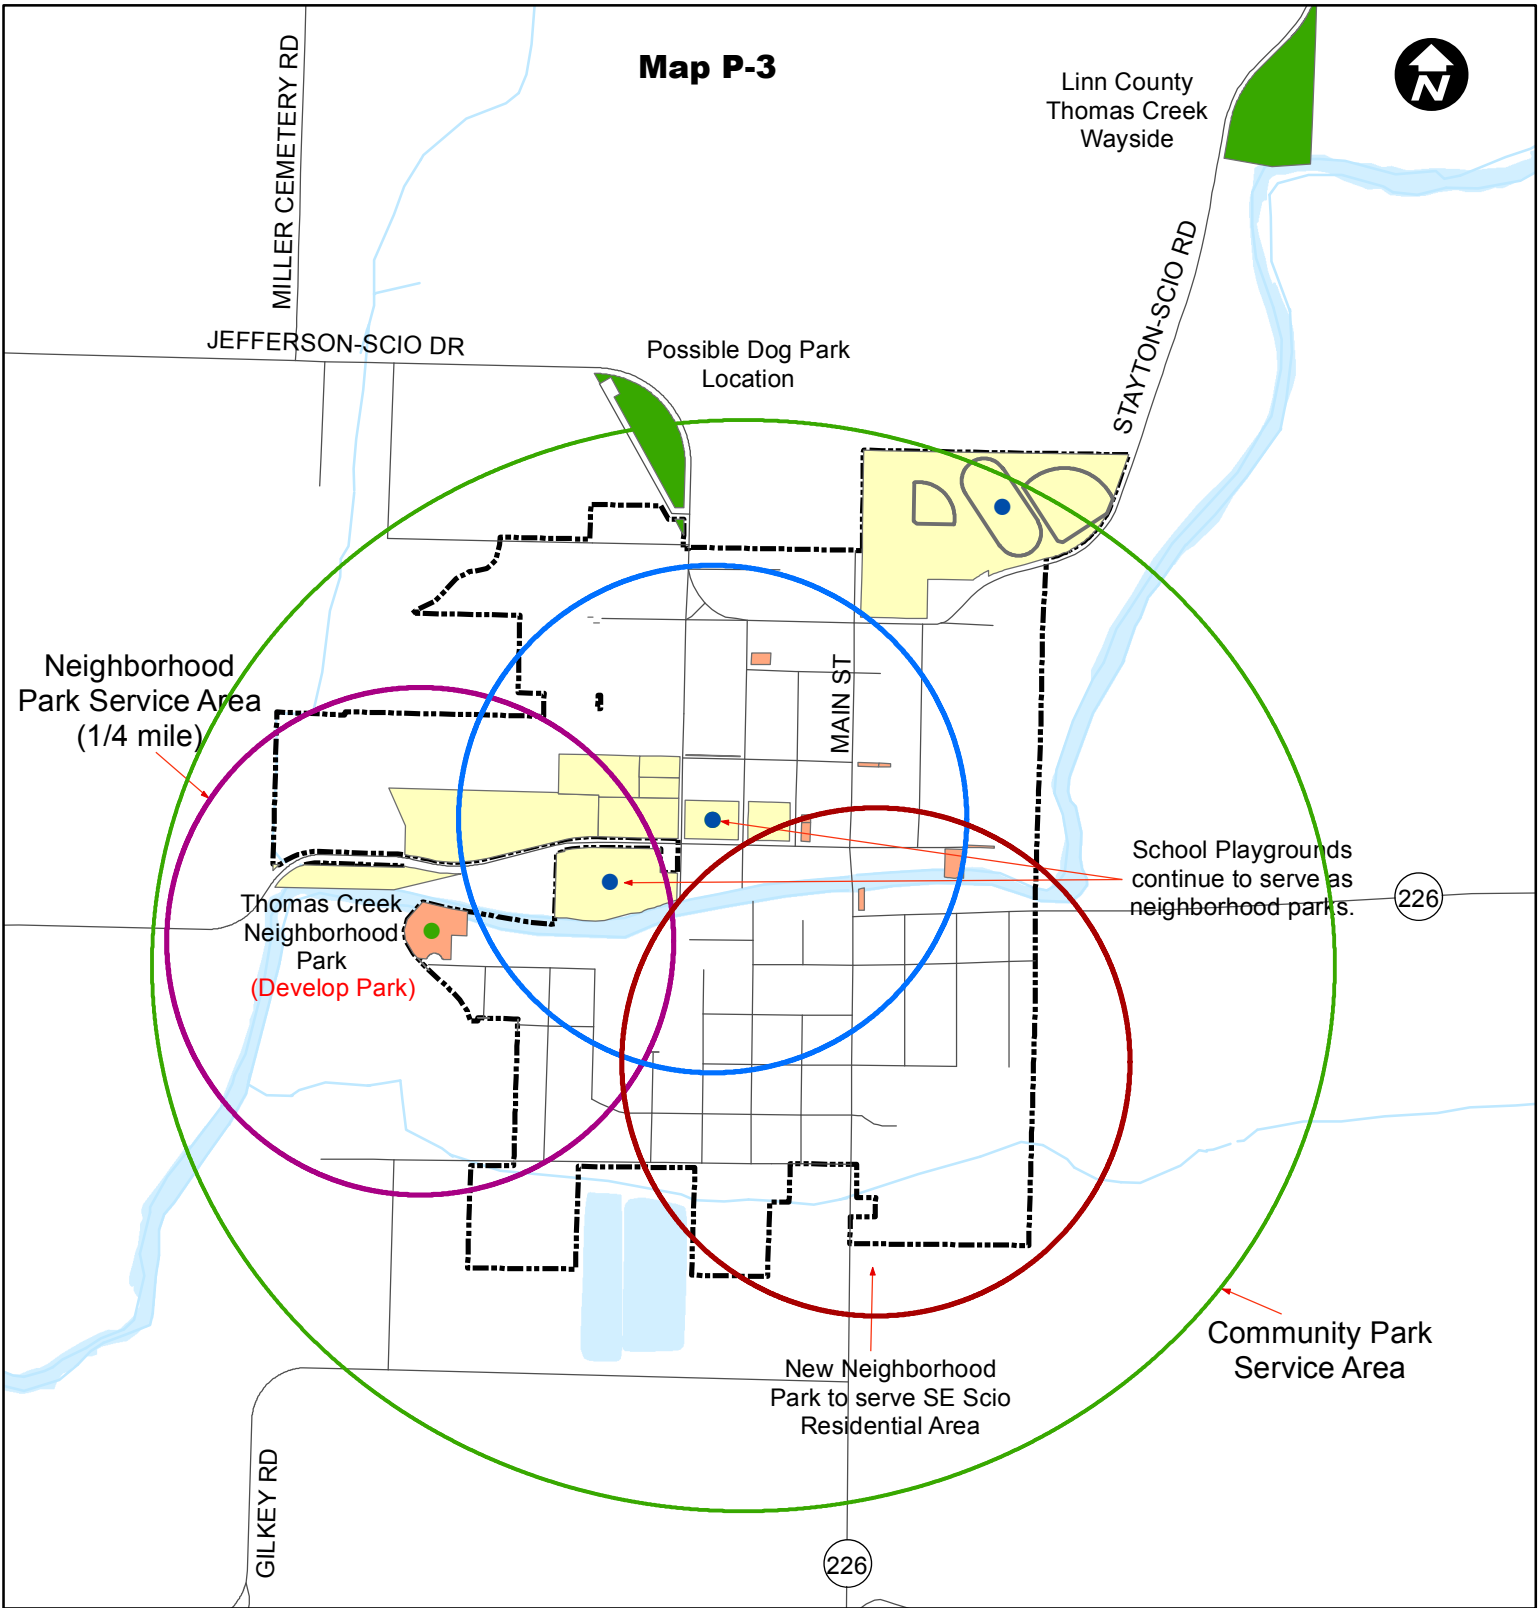 Map P-3
N
Linn County
Thomas Creek
Wayside
MILLER CEMETERY RD
STAYTON-SCIO RD
JEFFERSON-SCIO DR
Possible Dog Park
Location
Neighborhood
Park Service Area
(1/4 mile)
MAIN ST
School Playgrounds
continue to serve as
neighborhood parks.
226
Thomas Creek
Neighborhood
Park
(Develop Park)
Community Park
Service Area
New Neighborhood
Park to serve SE Scio
Residential Area
GILKEY RD
226